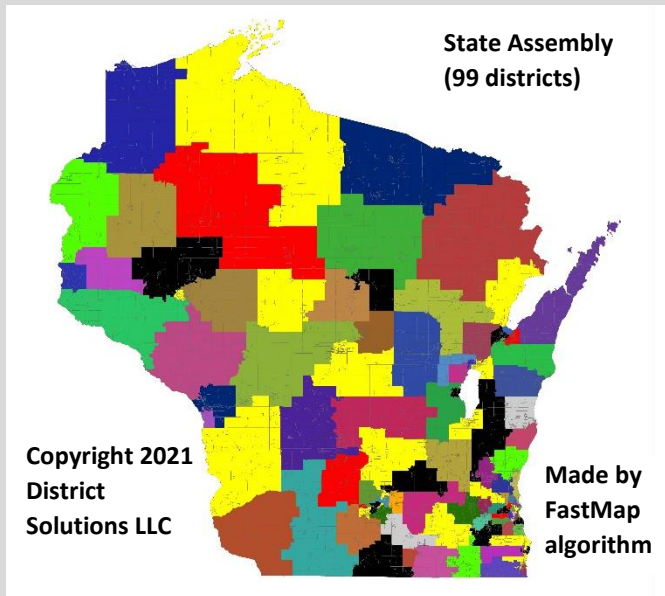 State Assembly
(99 districts)
Copyright 2021
District
Solutions LLC
Made by
FastMap
algorithm